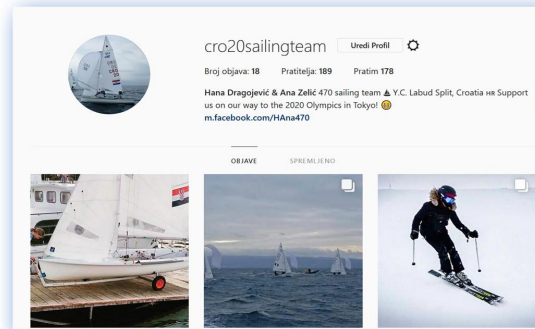 cro20sailingteam Uredi Profil
Broj objava: 18 Pratitelja: 189 Pratim 178
Hana Dragojević & Ana Zelić 470 sailing team ⛵ Y.C. Labud Split, Croatia HR Support
us on our way to the 2020 Olympics in Tokyo! 😊
m.facebook.com/HAna470
OBJAVE SPREMLJENO